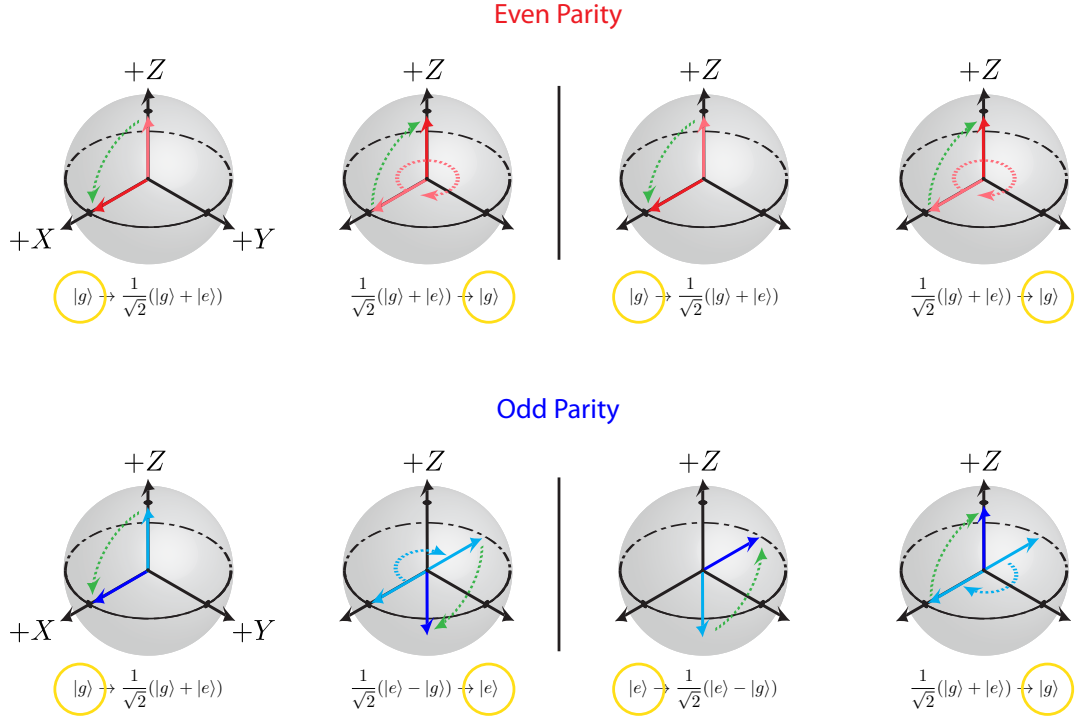 Even Parity
+Z +Z +Z +Z
+X +Y
|g⟩ → 1/√2(|g⟩ + |e⟩) 1/√2(|g⟩ + |e⟩) → |g⟩ |g⟩ → 1/√2(|g⟩ + |e⟩) 1/√2(|g⟩ + |e⟩) → |g⟩
Odd Parity
+Z +Z +Z +Z
+X +Y
|g⟩ → 1/√2(|g⟩ + |e⟩) 1/√2(|e⟩ − |g⟩) → |e⟩ |e⟩ → 1/√2(|e⟩ − |g⟩) 1/√2(|g⟩ + |e⟩) → |g⟩